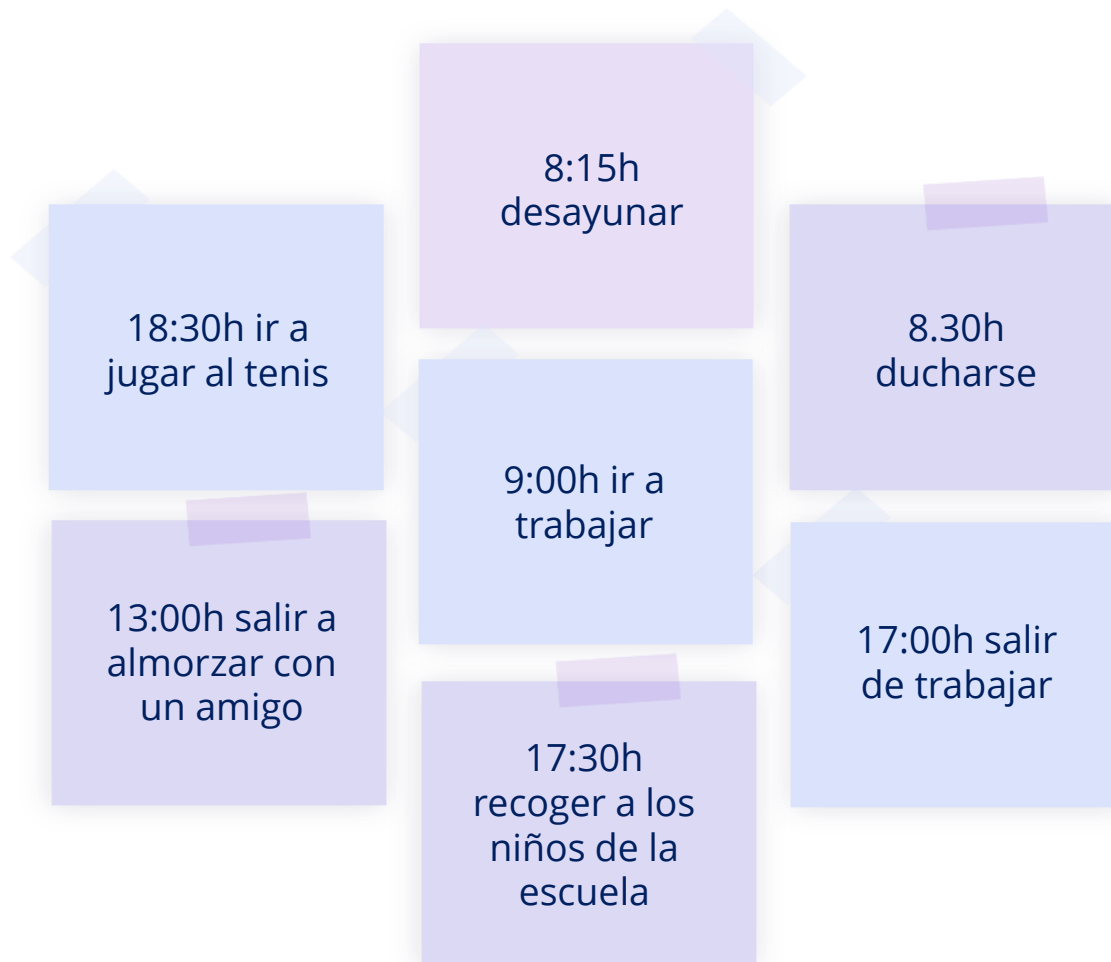 8:15h
desayunar
18:30h ir a
jugar al tenis
8.30h
ducharse
9:00h ir a
trabajar
13:00h salir a
almorzar con
un amigo
17:00h salir
de trabajar
17:30h
recoger a los
niños de la
escuela